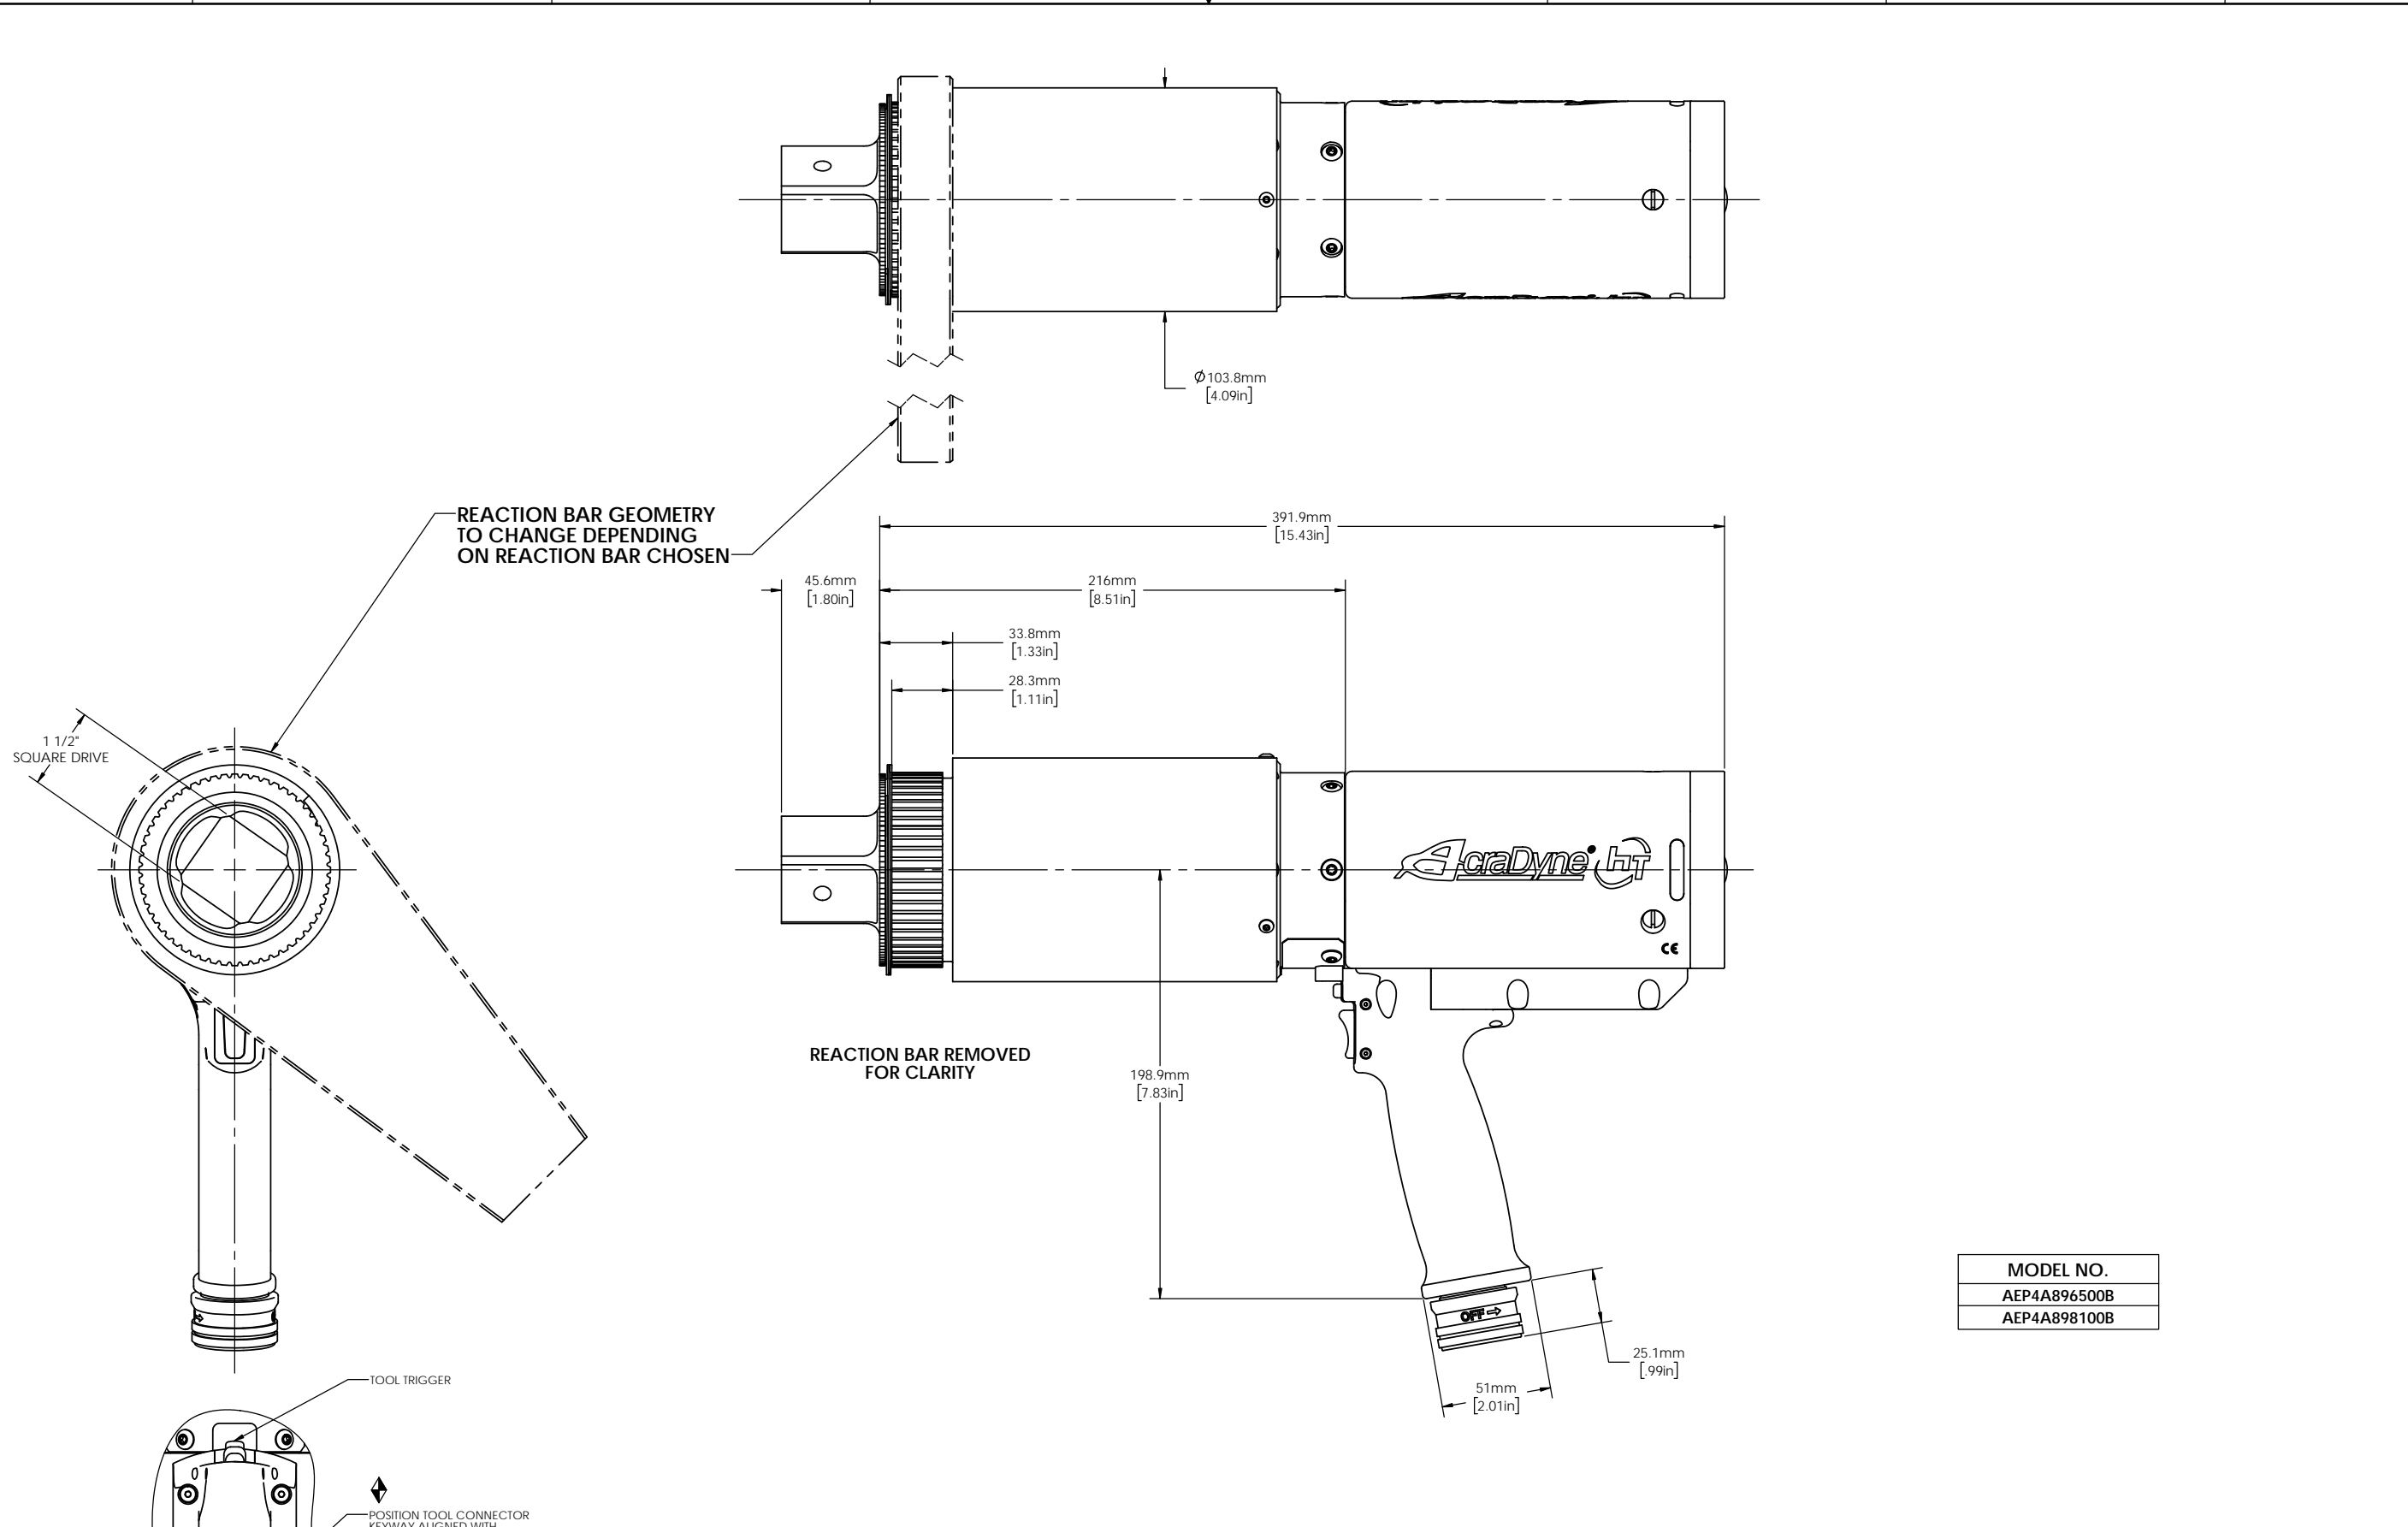 Ø103.8mm
[4.09in]
REACTION BAR GEOMETRY
TO CHANGE DEPENDING
ON REACTION BAR CHOSEN
391.9mm
[15.43in]
45.6mm
[1.80in]
216mm
[8.51in]
33.8mm
[1.33in]
28.3mm
[1.11in]
1 1/2"
SQUARE DRIVE
AcraDyne® HT
CE
REACTION BAR REMOVED
FOR CLARITY
198.9mm
[7.83in]
OFF→
25.1mm
[.99in]
51mm
[2.01in]
MODEL NO.
AEP4A896500B
AEP4A898100B
TOOL TRIGGER
POSITION TOOL CONNECTOR
KEYWAY ALIGNED WITH